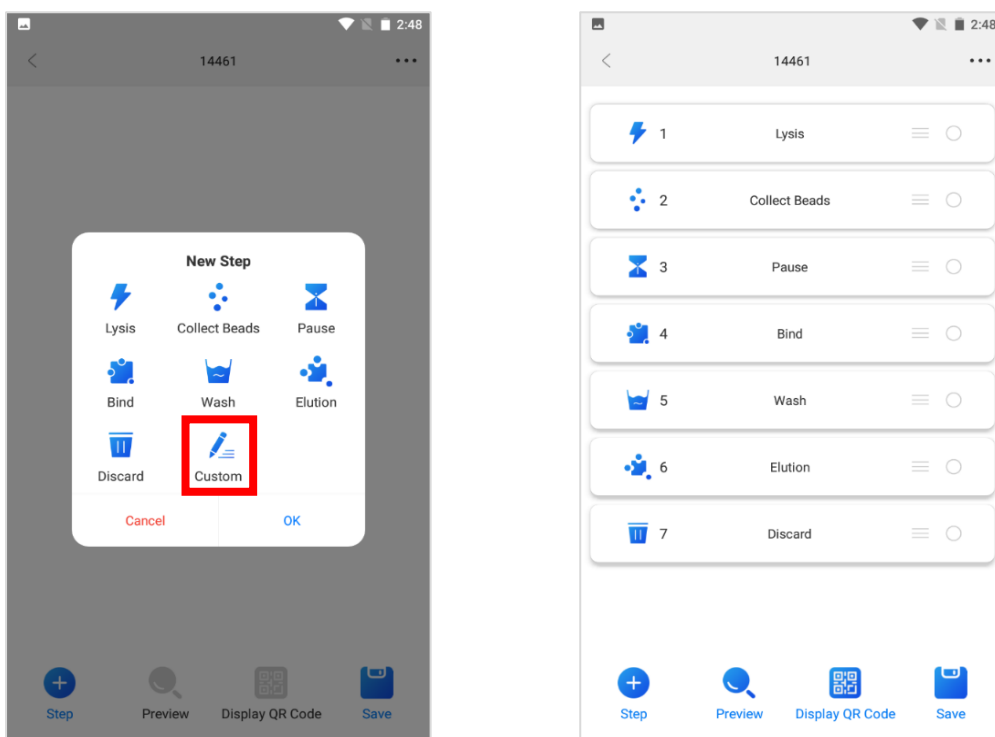 2:48
14461
New Step
Lysis Collect Beads Pause
Bind Wash Elution
Discard Custom
Cancel OK
Step Preview Display QR Code Save
2:48
14461
1 Lysis
2 Collect Beads
3 Pause
4 Bind
5 Wash
6 Elution
7 Discard
Step Preview Display QR Code Save